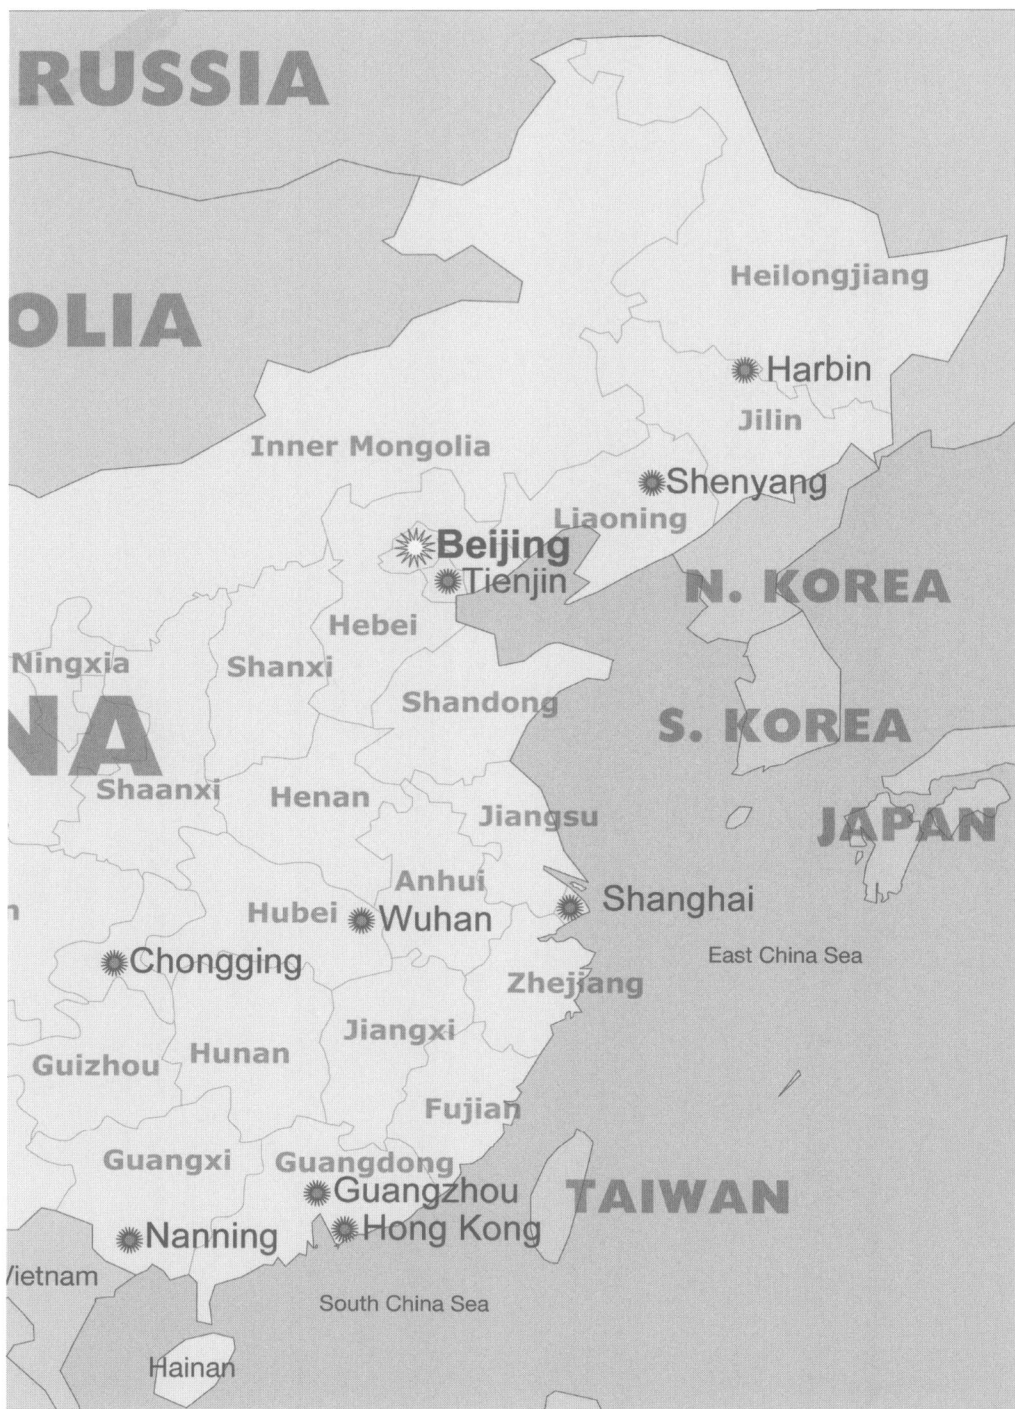 RUSSIA
Heilongjiang
OLIA
Harbin
Jilin
Inner Mongolia
Shenyang
Liaoning
Beijing
Tienjin
N. KOREA
Hebei
Ningxia
Shanxi
Shandong
NA
S. KOREA
Shaanxi
Henan
Jiangsu
JAPAN
Anhui
n
Hubei
Wuhan
Shanghai
East China Sea
Chongging
Zhejiang
Jiangxi
Hunan
Guizhou
Fujian
Guangxi
Guangdong
Guangzhou
TAIWAN
Hong Kong
Nanning
Vietnam
South China Sea
Hainan